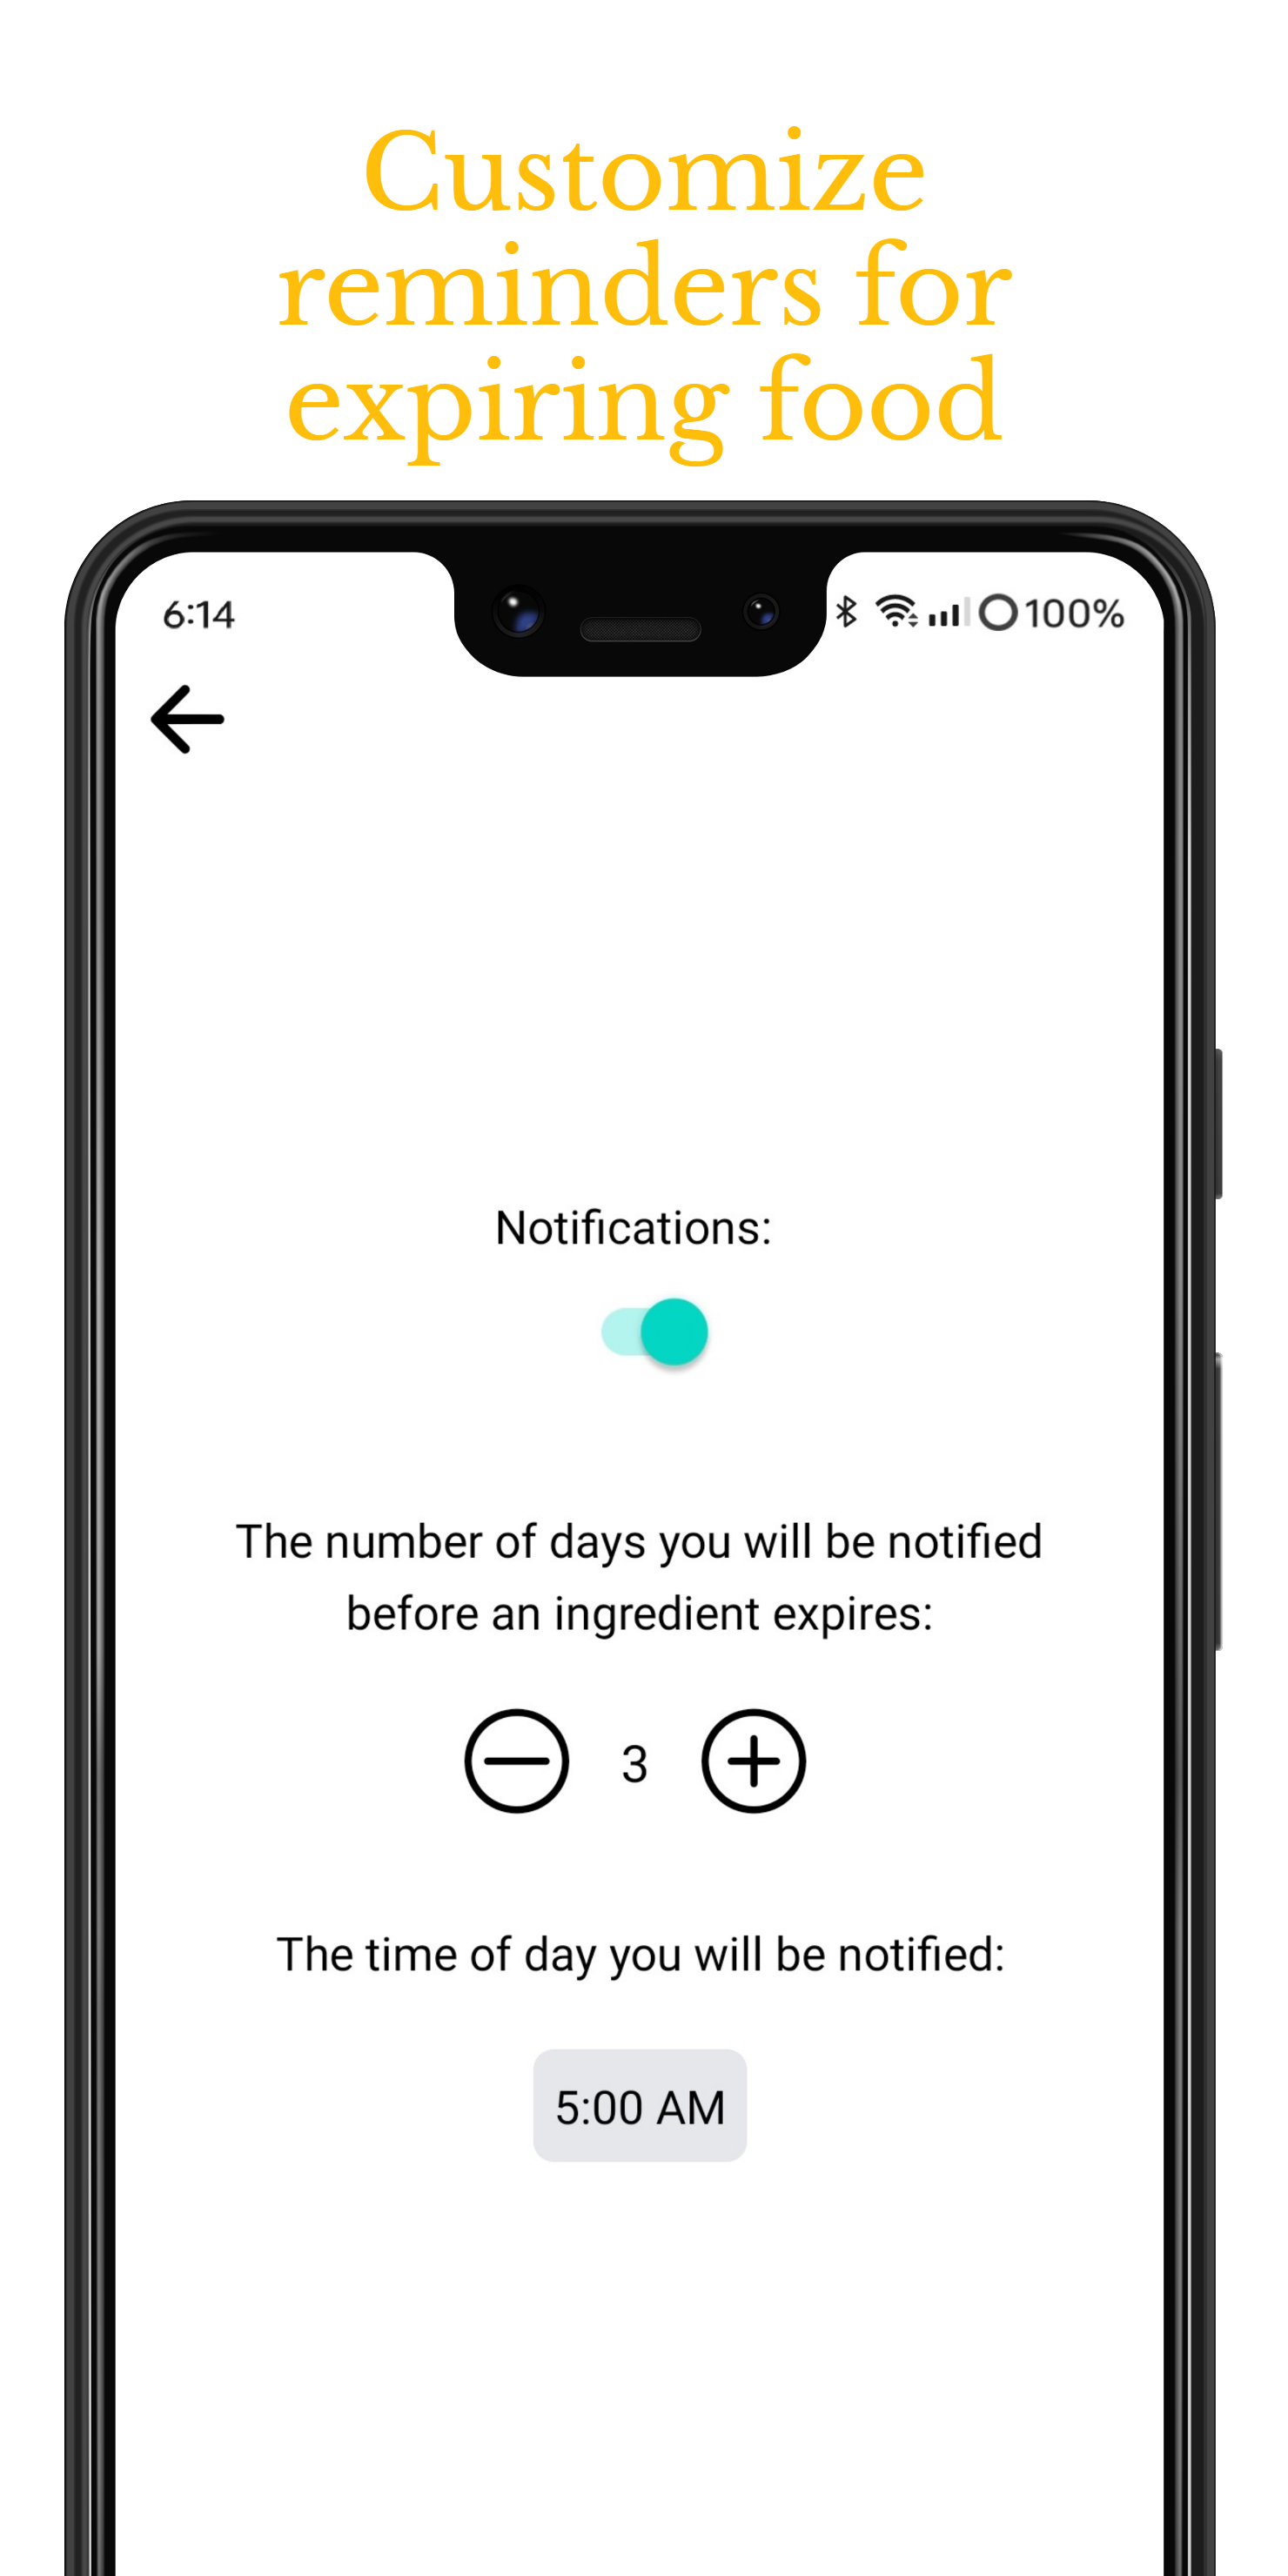 Customize
reminders for
expiring food
6:14
100%
Notifications:
The number of days you will be notified
before an ingredient expires:
3
The time of day you will be notified:
5:00 AM